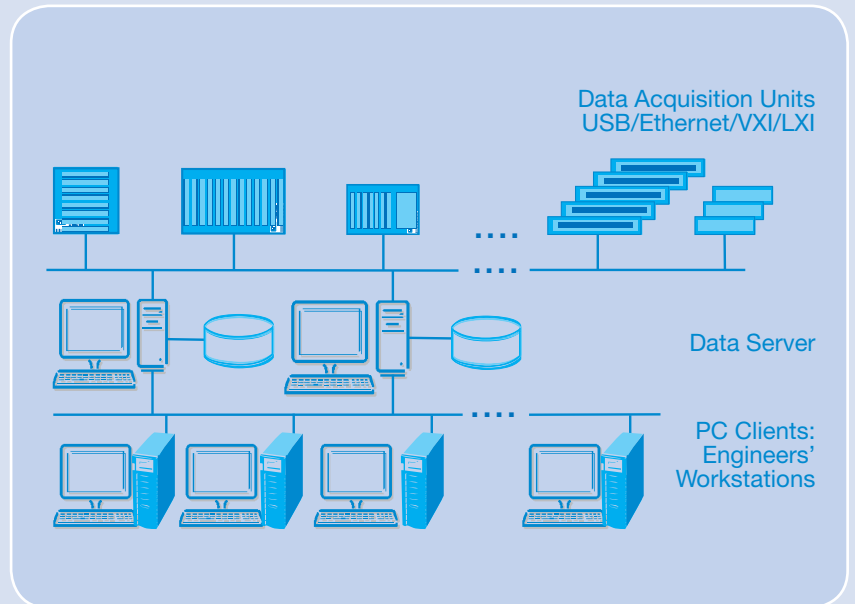 Data Acquisition Units
USB/Ethernet/VXI/LXI
Data Server
PC Clients:
Engineers’
Workstations